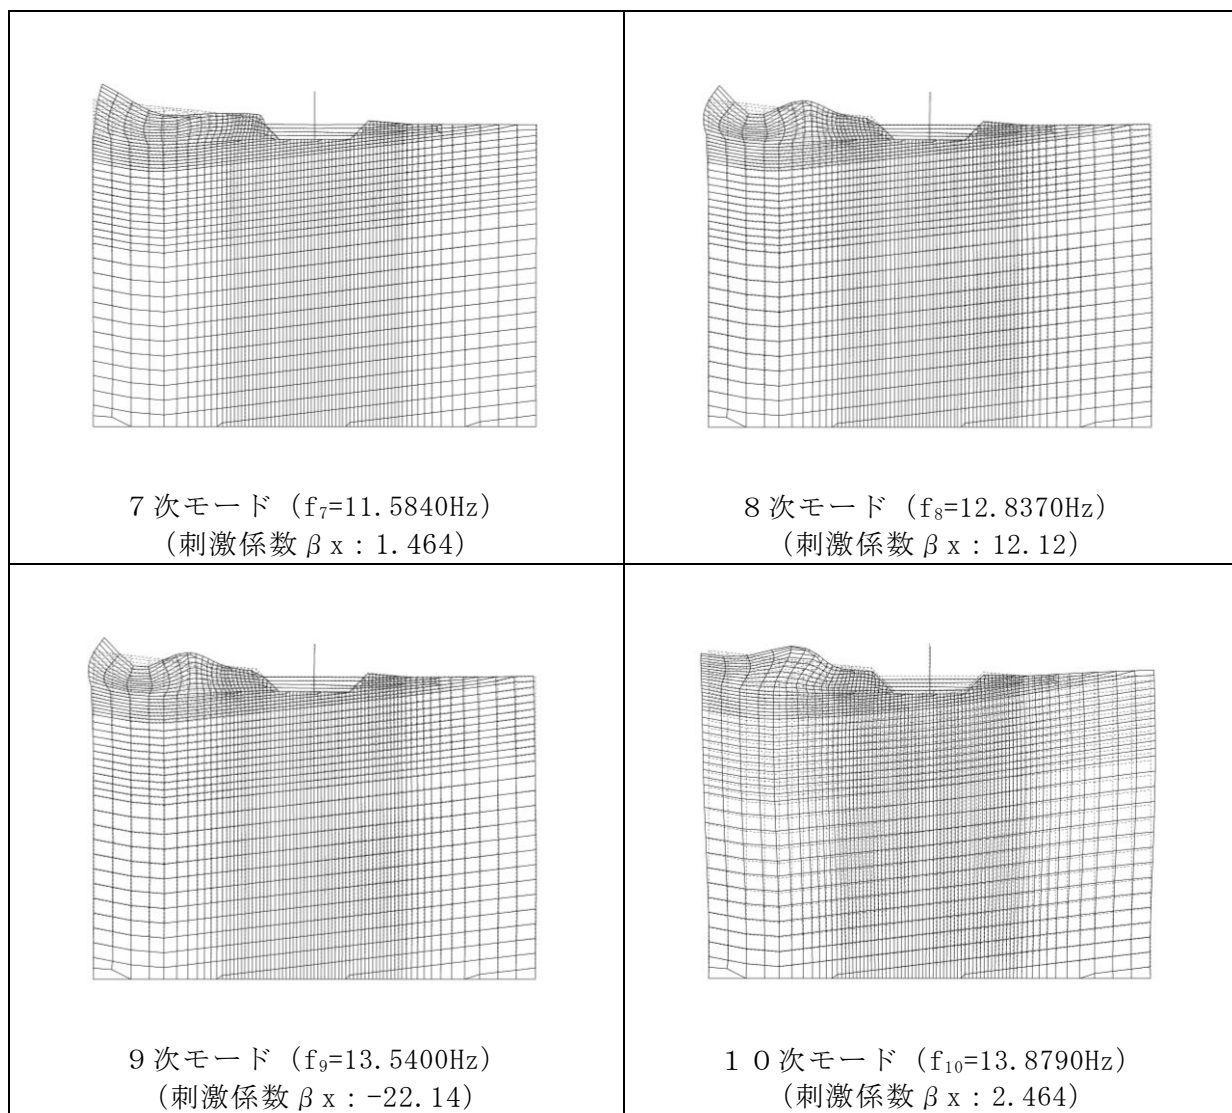 ７次モード（f₇=11.5840Hz）
（刺激係数βx：1.464）
８次モード（f₈=12.8370Hz）
（刺激係数βx：12.12）
９次モード（f₉=13.5400Hz）
（刺激係数βx：-22.14）
１０次モード（f₁₀=13.8790Hz）
（刺激係数βx：2.464）